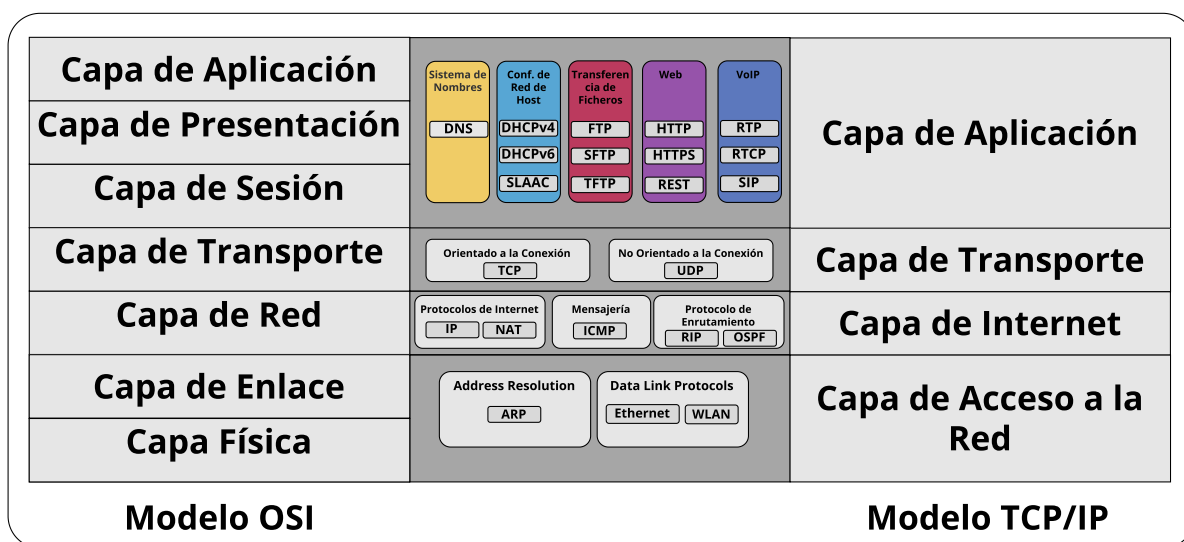 Capa de Aplicación
Capa de Presentación
Capa de Sesión
Capa de Transporte
Capa de Red
Capa de Enlace
Capa Física
Modelo OSI
Sistema de
Nombres
DNS
Conf. de
Red de
Host
DHCPv4
DHCPv6
SLAAC
Transferen
cia de
Ficheros
FTP
SFTP
TFTP
Web
HTTP
HTTPS
REST
VoIP
RTP
RTCP
SIP
Orientado a la Conexión
TCP
No Orientado a la Conexión
UDP
Protocolos de Internet
IP
NAT
Mensajería
ICMP
Protocolo de
Enrutamiento
RIP
OSPF
Address Resolution
ARP
Data Link Protocols
Ethernet
WLAN
Capa de Aplicación
Capa de Transporte
Capa de Internet
Capa de Acceso a la
Red
Modelo TCP/IP